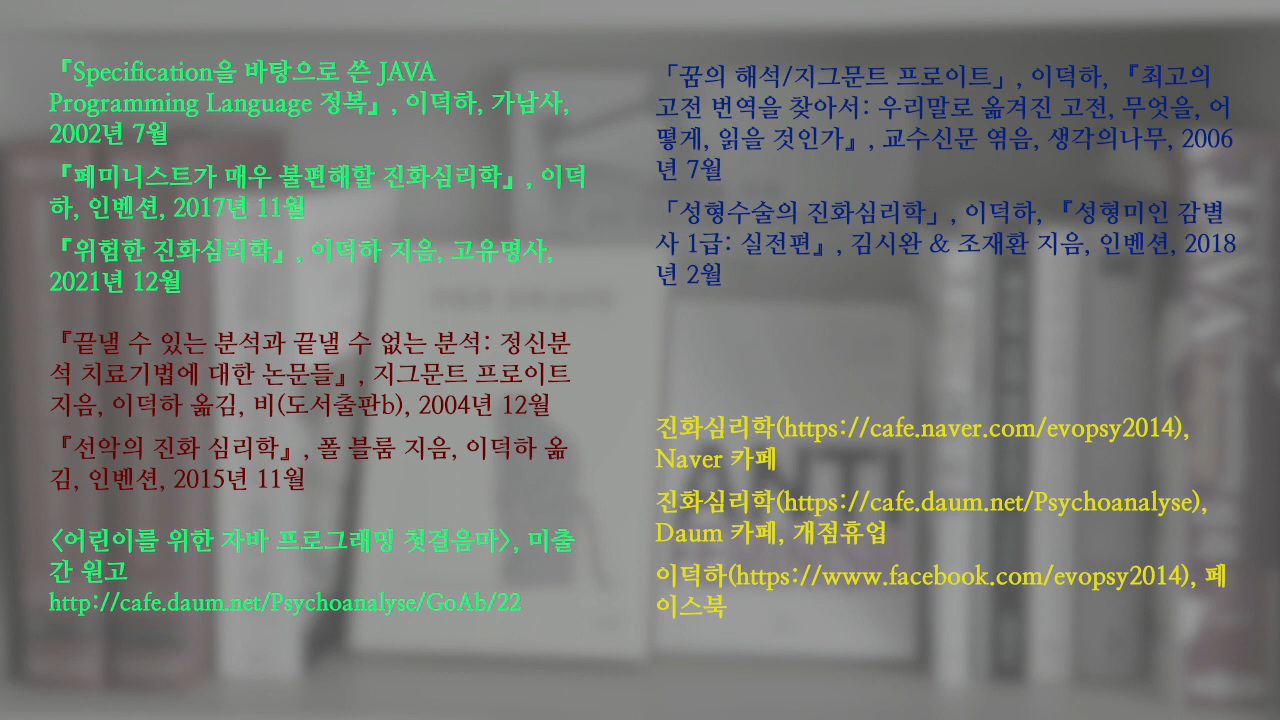 『Specification을 바탕으로 쓴 JAVA
Programming Language 정복』, 이덕하, 가남사,
2002년 7월
『페미니스트가 매우 불편해할 진화심리학』, 이덕
하, 인벤션, 2017년 11월
『위험한 진화심리학』, 이덕하 지음, 고유명사,
2021년 12월
『끝낼 수 있는 분석과 끝낼 수 없는 분석: 정신분
석 치료기법에 대한 논문들』, 지그문트 프로이트
지음, 이덕하 옮김, 비(도서출판b), 2004년 12월
『선악의 진화 심리학』, 폴 블룸 지음, 이덕하 옮
김, 인벤션, 2015년 11월
<어린이를 위한 자바 프로그래밍 첫걸음마>, 미출
간 원고
http://cafe.daum.net/Psychoanalyse/GoAb/22
「꿈의 해석/지그문트 프로이트」, 이덕하, 『최고의
고전 번역을 찾아서: 우리말로 옮겨진 고전, 무엇을, 어
떻게, 읽을 것인가』, 교수신문 엮음, 생각의나무, 2006
년 7월
「성형수술의 진화심리학」, 이덕하, 『성형미인 감별
사 1급: 실전편』, 김시완 & 조재환 지음, 인벤션, 2018
년 2월
진화심리학(https://cafe.naver.com/evopsy2014),
Naver 카페
진화심리학(https://cafe.daum.net/Psychoanalyse),
Daum 카페, 개점휴업
이덕하(https://www.facebook.com/evopsy2014), 페
이스북